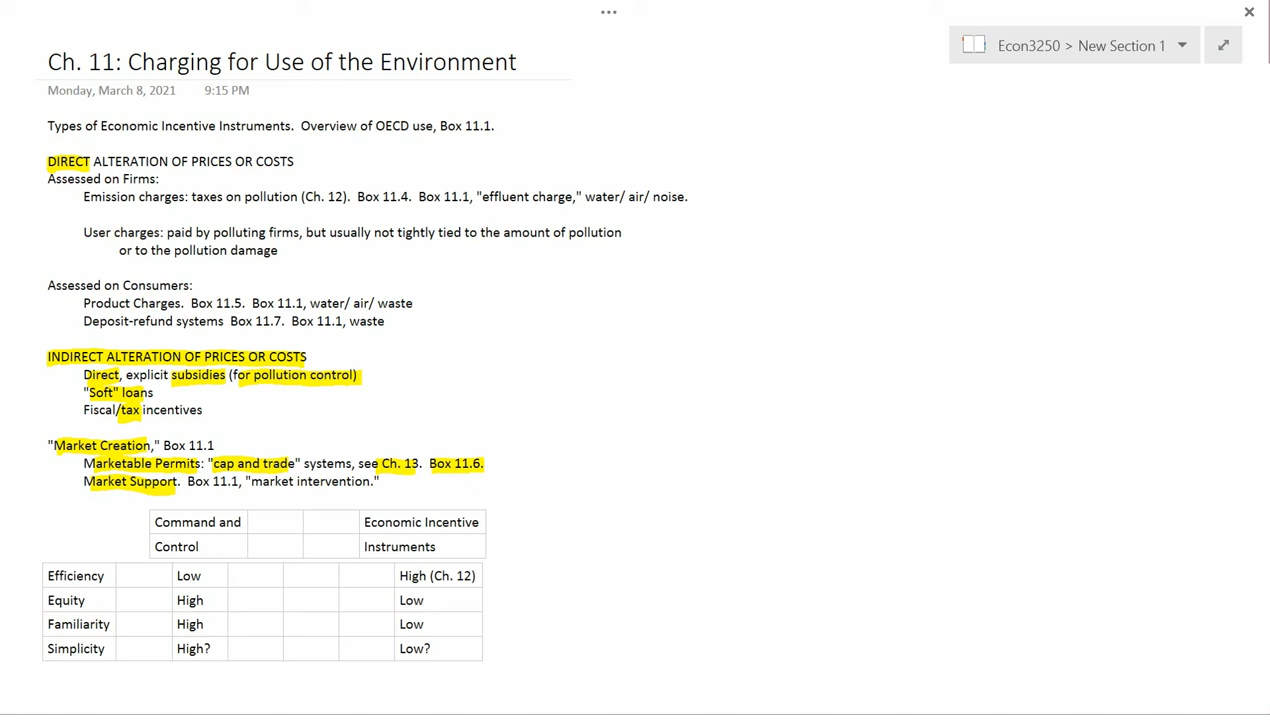 Econ3250 > New Section 1
Ch. 11: Charging for Use of the Environment
Monday, March 8, 2021 9:15 PM
Types of Economic Incentive Instruments. Overview of OECD use, Box 11.1.
DIRECT ALTERATION OF PRICES OR COSTS
Assessed on Firms:
Emission charges: taxes on pollution (Ch. 12). Box 11.4. Box 11.1, "effluent charge," water/ air/ noise.
User charges: paid by polluting firms, but usually not tightly tied to the amount of pollution
or to the pollution damage
Assessed on Consumers:
Product Charges. Box 11.5. Box 11.1, water/ air/ waste
Deposit-refund systems Box 11.7. Box 11.1, waste
INDIRECT ALTERATION OF PRICES OR COSTS
Direct, explicit subsidies (for pollution control)
"Soft" loans
Fiscal/tax incentives
"Market Creation," Box 11.1
Marketable Permits: "cap and trade" systems, see Ch. 13. Box 11.6.
Market Support. Box 11.1, "market intervention."
Command and Economic Incentive
Control Instruments
Efficiency Low High (Ch. 12)
Equity High Low
Familiarity High Low
Simplicity High? Low?